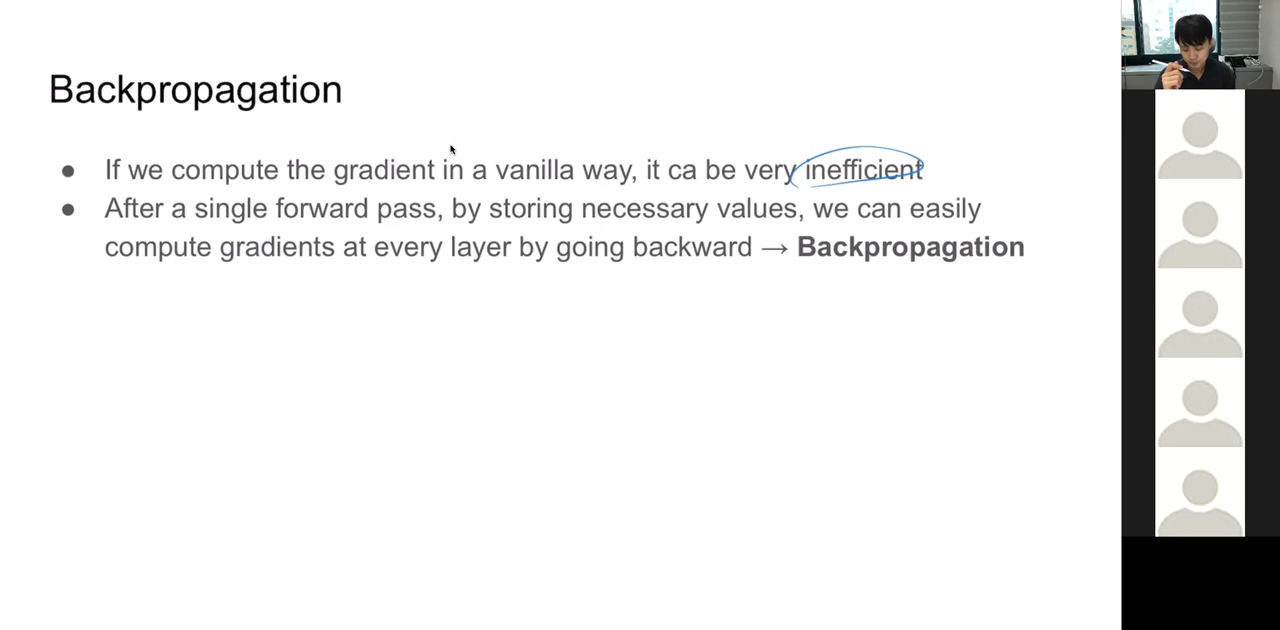 Backpropagation
● If we compute the gradient in a vanilla way, it ca be very inefficient
● After a single forward pass, by storing necessary values, we can easily
compute gradients at every layer by going backward → Backpropagation